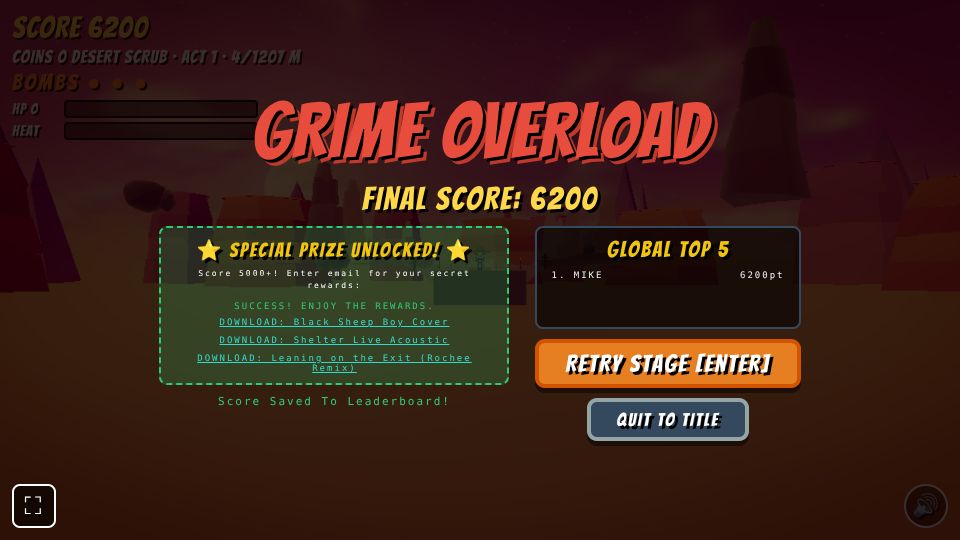 SCORE 6200
COINS 0 DESERT SCRUB · ACT 1 · 4/1207 M
BOMBS • • •
HP 0
HEAT
GRIME OVERLOAD
FINAL SCORE: 6200
⭐ SPECIAL PRIZE UNLOCKED! ⭐
Score 5000+! Enter email for your secret
rewards:
SUCCESS! ENJOY THE REWARDS.
DOWNLOAD: Black Sheep Boy Cover
DOWNLOAD: Shelter Live Acoustic
DOWNLOAD: Leaning on the Exit (Rochee
Remix)
Score Saved To Leaderboard!
GLOBAL TOP 5
1. MIKE 6200pt
RETRY STAGE [ENTER]
QUIT TO TITLE